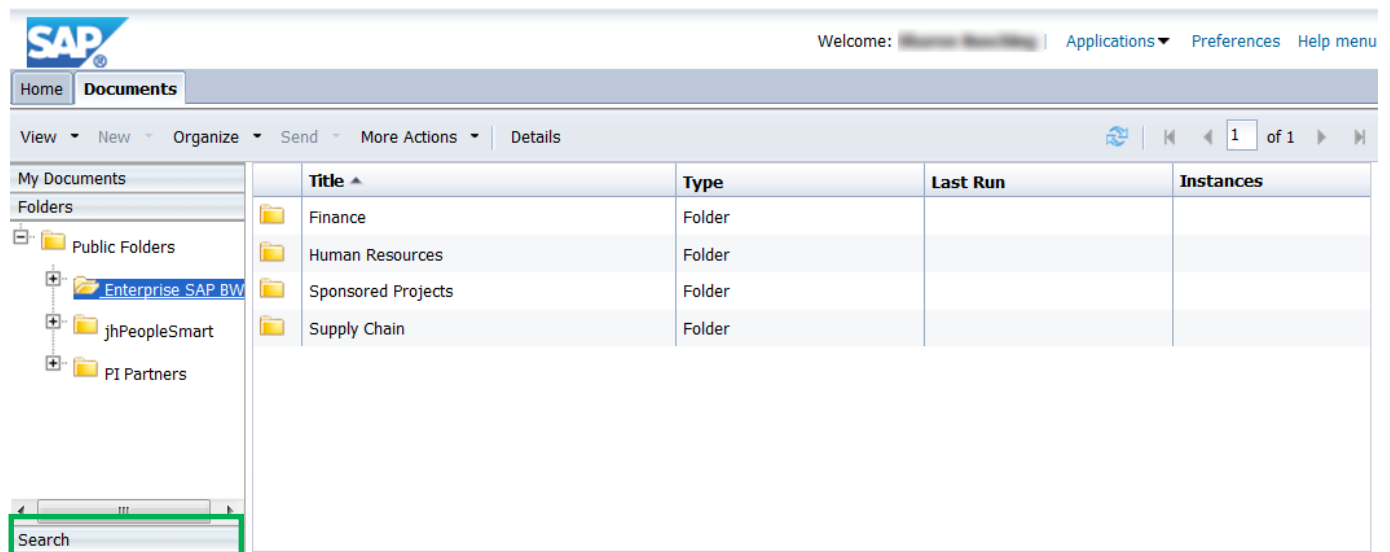 SAP ®
Welcome: | Applications Preferences Help menu
Home Documents
View New Organize Send More Actions Details 1 of 1
My Documents
Folders
Public Folders
Enterprise SAP BW
jhPeopleSmart
PI Partners
Search
Title Type Last Run Instances
Finance Folder
Human Resources Folder
Sponsored Projects Folder
Supply Chain Folder